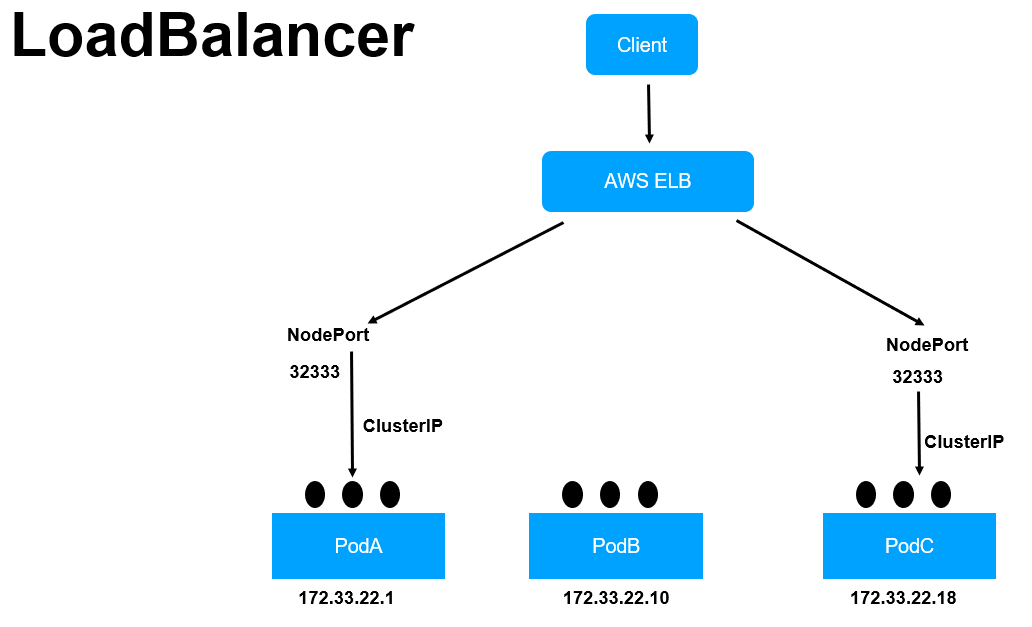 LoadBalancer
Client
AWS ELB
NodePort
32333
ClusterIP
NodePort
32333
ClusterIP
PodA
PodB
PodC
172.33.22.1
172.33.22.10
172.33.22.18